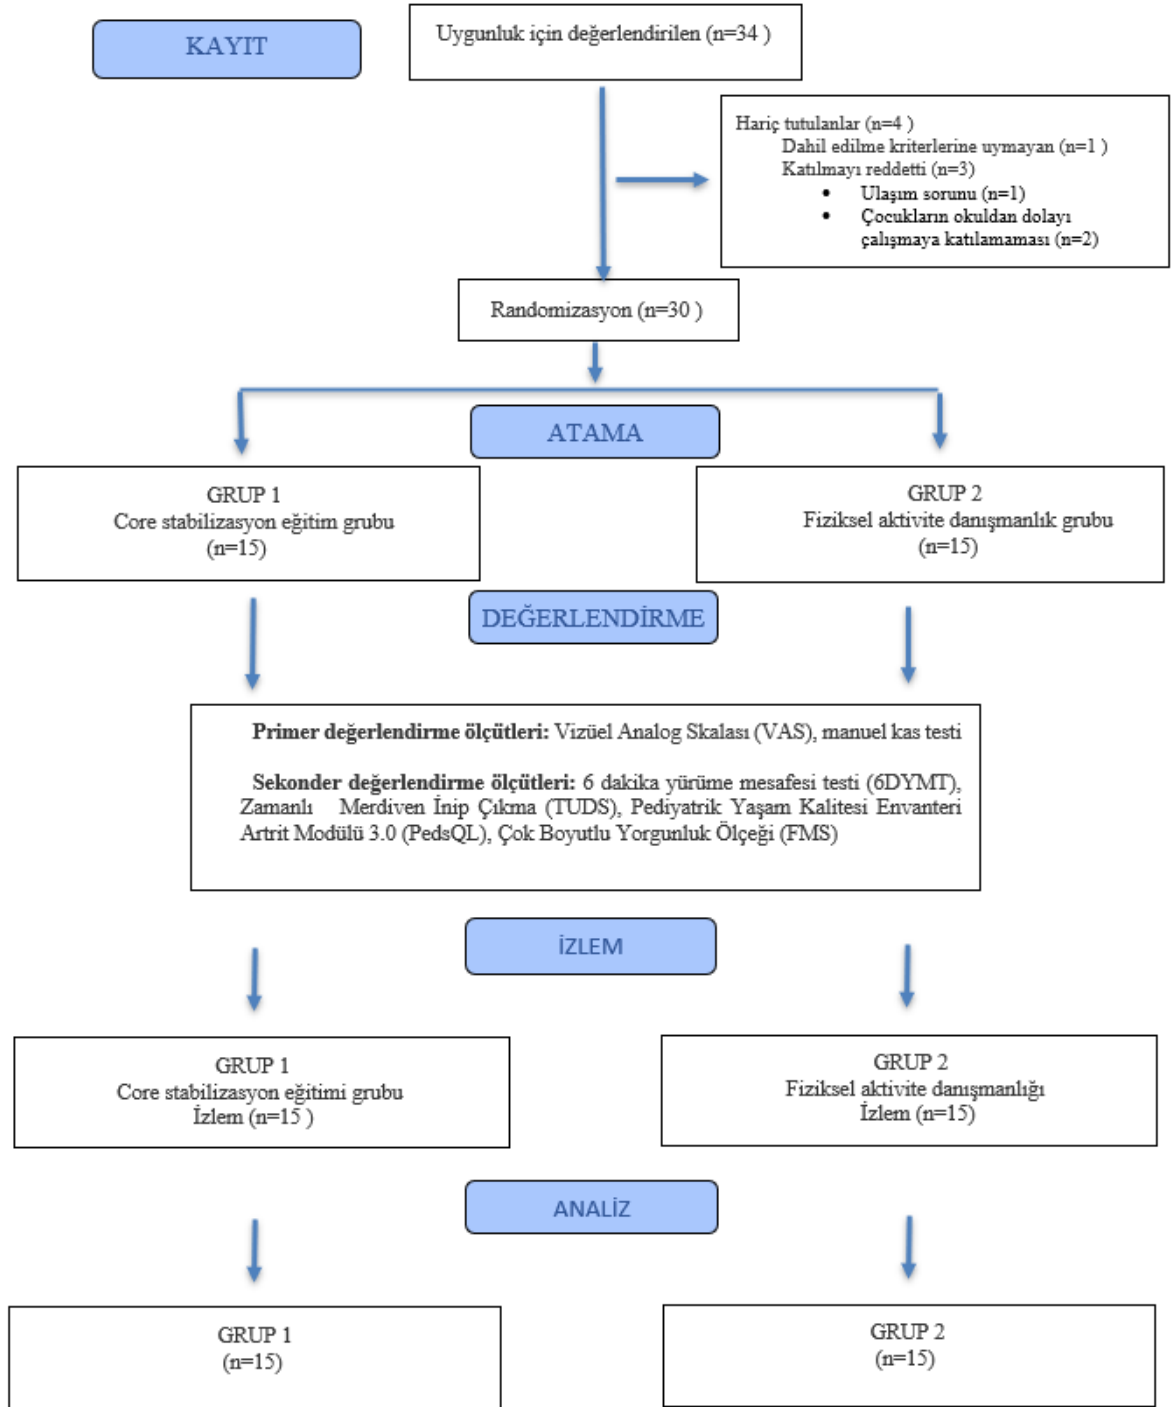 KAYIT
Uygunluk için değerlendirilen (n=34 )
Hariç tutulanlar (n=4 )
Dahil edilme kriterlerine uymayan (n=1 )
Katılmayı reddetti (n=3)
• Ulaşım sorunu (n=1)
• Çocukların okuldan dolayı
çalışmaya katılamaması (n=2)
Randomizasyon (n=30 )
ATAMA
GRUP 1
Core stabilizasyon eğitim grubu
(n=15)
GRUP 2
Fiziksel aktivite danışmanlık grubu
(n=15)
DEĞERLENDİRME
Primer değerlendirme ölçütleri: Vizüel Analog Skalası (VAS), manuel kas testi
Sekonder değerlendirme ölçütleri: 6 dakika yürüme mesafesi testi (6DYMT),
Zamanlı Merdiven İnip Çıkma (TUDS), Pediyatrik Yaşam Kalitesi Envanteri
Artrit Modülü 3.0 (PedsQL), Çok Boyutlu Yorgunluk Ölçeği (FMS)
İZLEM
GRUP 1
Core stabilizasyon eğitimi grubu
İzlem (n=15 )
GRUP 2
Fiziksel aktivite danışmanlığı
İzlem (n=15)
ANALİZ
GRUP 1
(n=15)
GRUP 2
(n=15)